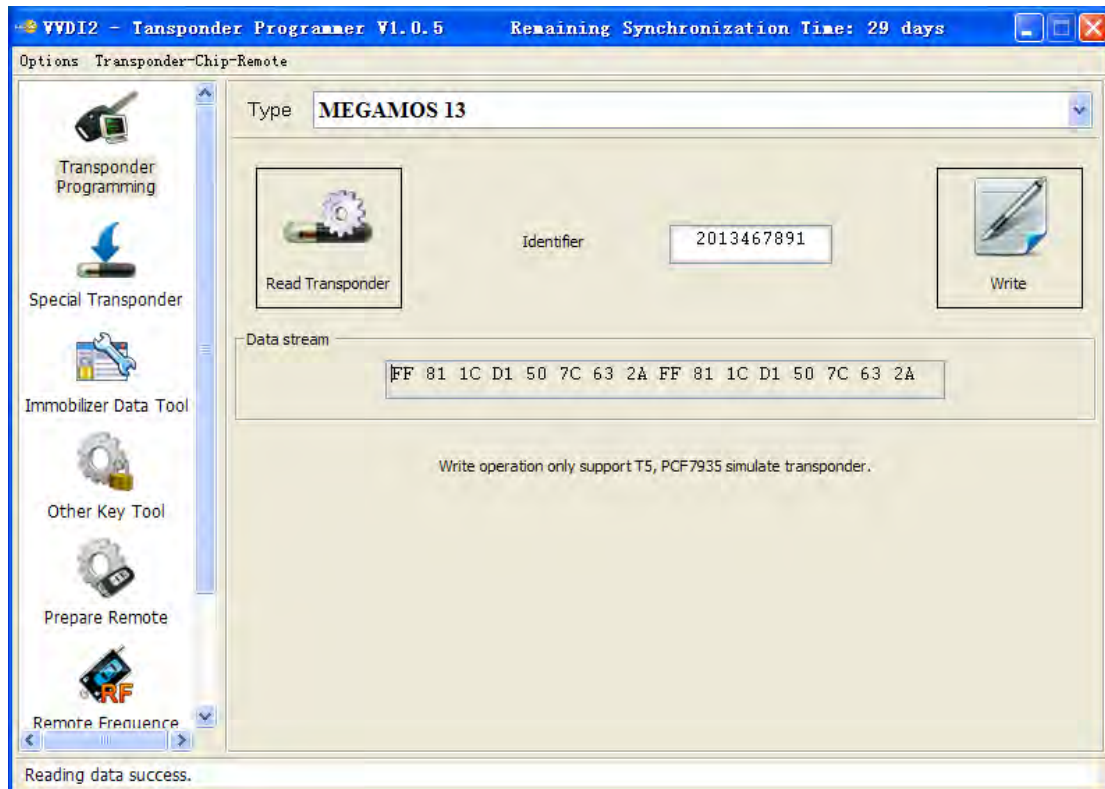 VVDI2 - Tansponder Programmer V1.0.5 Remaining Synchronization Time: 29 days
Options Transponder-Chip-Remote
Transponder
Programming
Special Transponder
Immobilizer Data Tool
Other Key Tool
Prepare Remote
RF
Remote Frequence
Type MEGAMOS 13
Read Transponder
Identifier 2013467891
Write
Data stream
FF 81 1C D1 50 7C 63 2A FF 81 1C D1 50 7C 63 2A
Write operation only support T5, PCF7935 simulate transponder.
Reading data success.